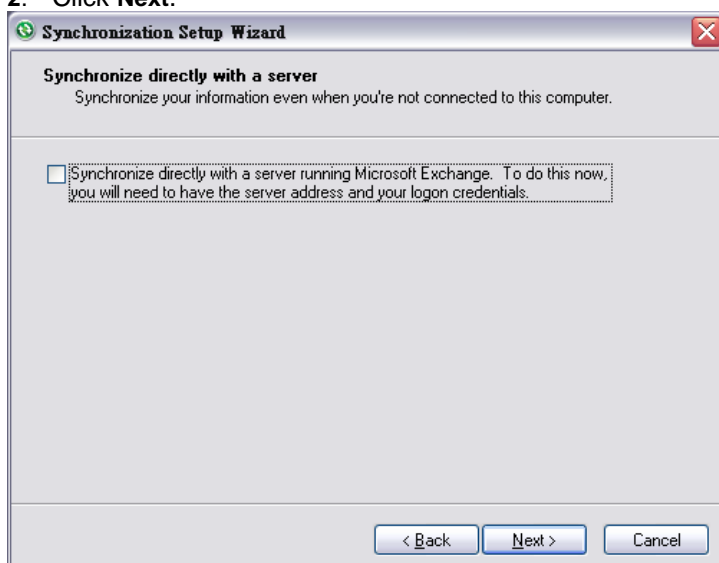 2. Click Next.
Synchronization Setup Wizard
Synchronize directly with a server
Synchronize your information even when you're not connected to this computer.
Synchronize directly with a server running Microsoft Exchange. To do this now,
you will need to have the server address and your logon credentials.
< Back Next > Cancel